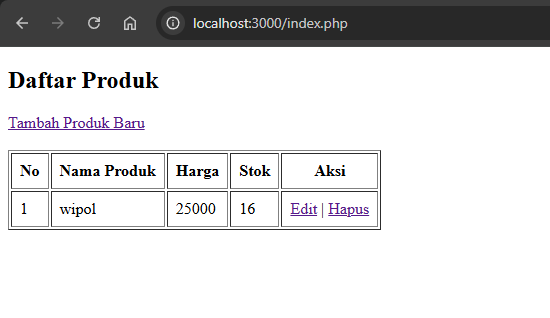 localhost:3000/index.php
Daftar Produk
Tambah Produk Baru
No Nama Produk Harga Stok Aksi
1 wipol 25000 16 Edit | Hapus